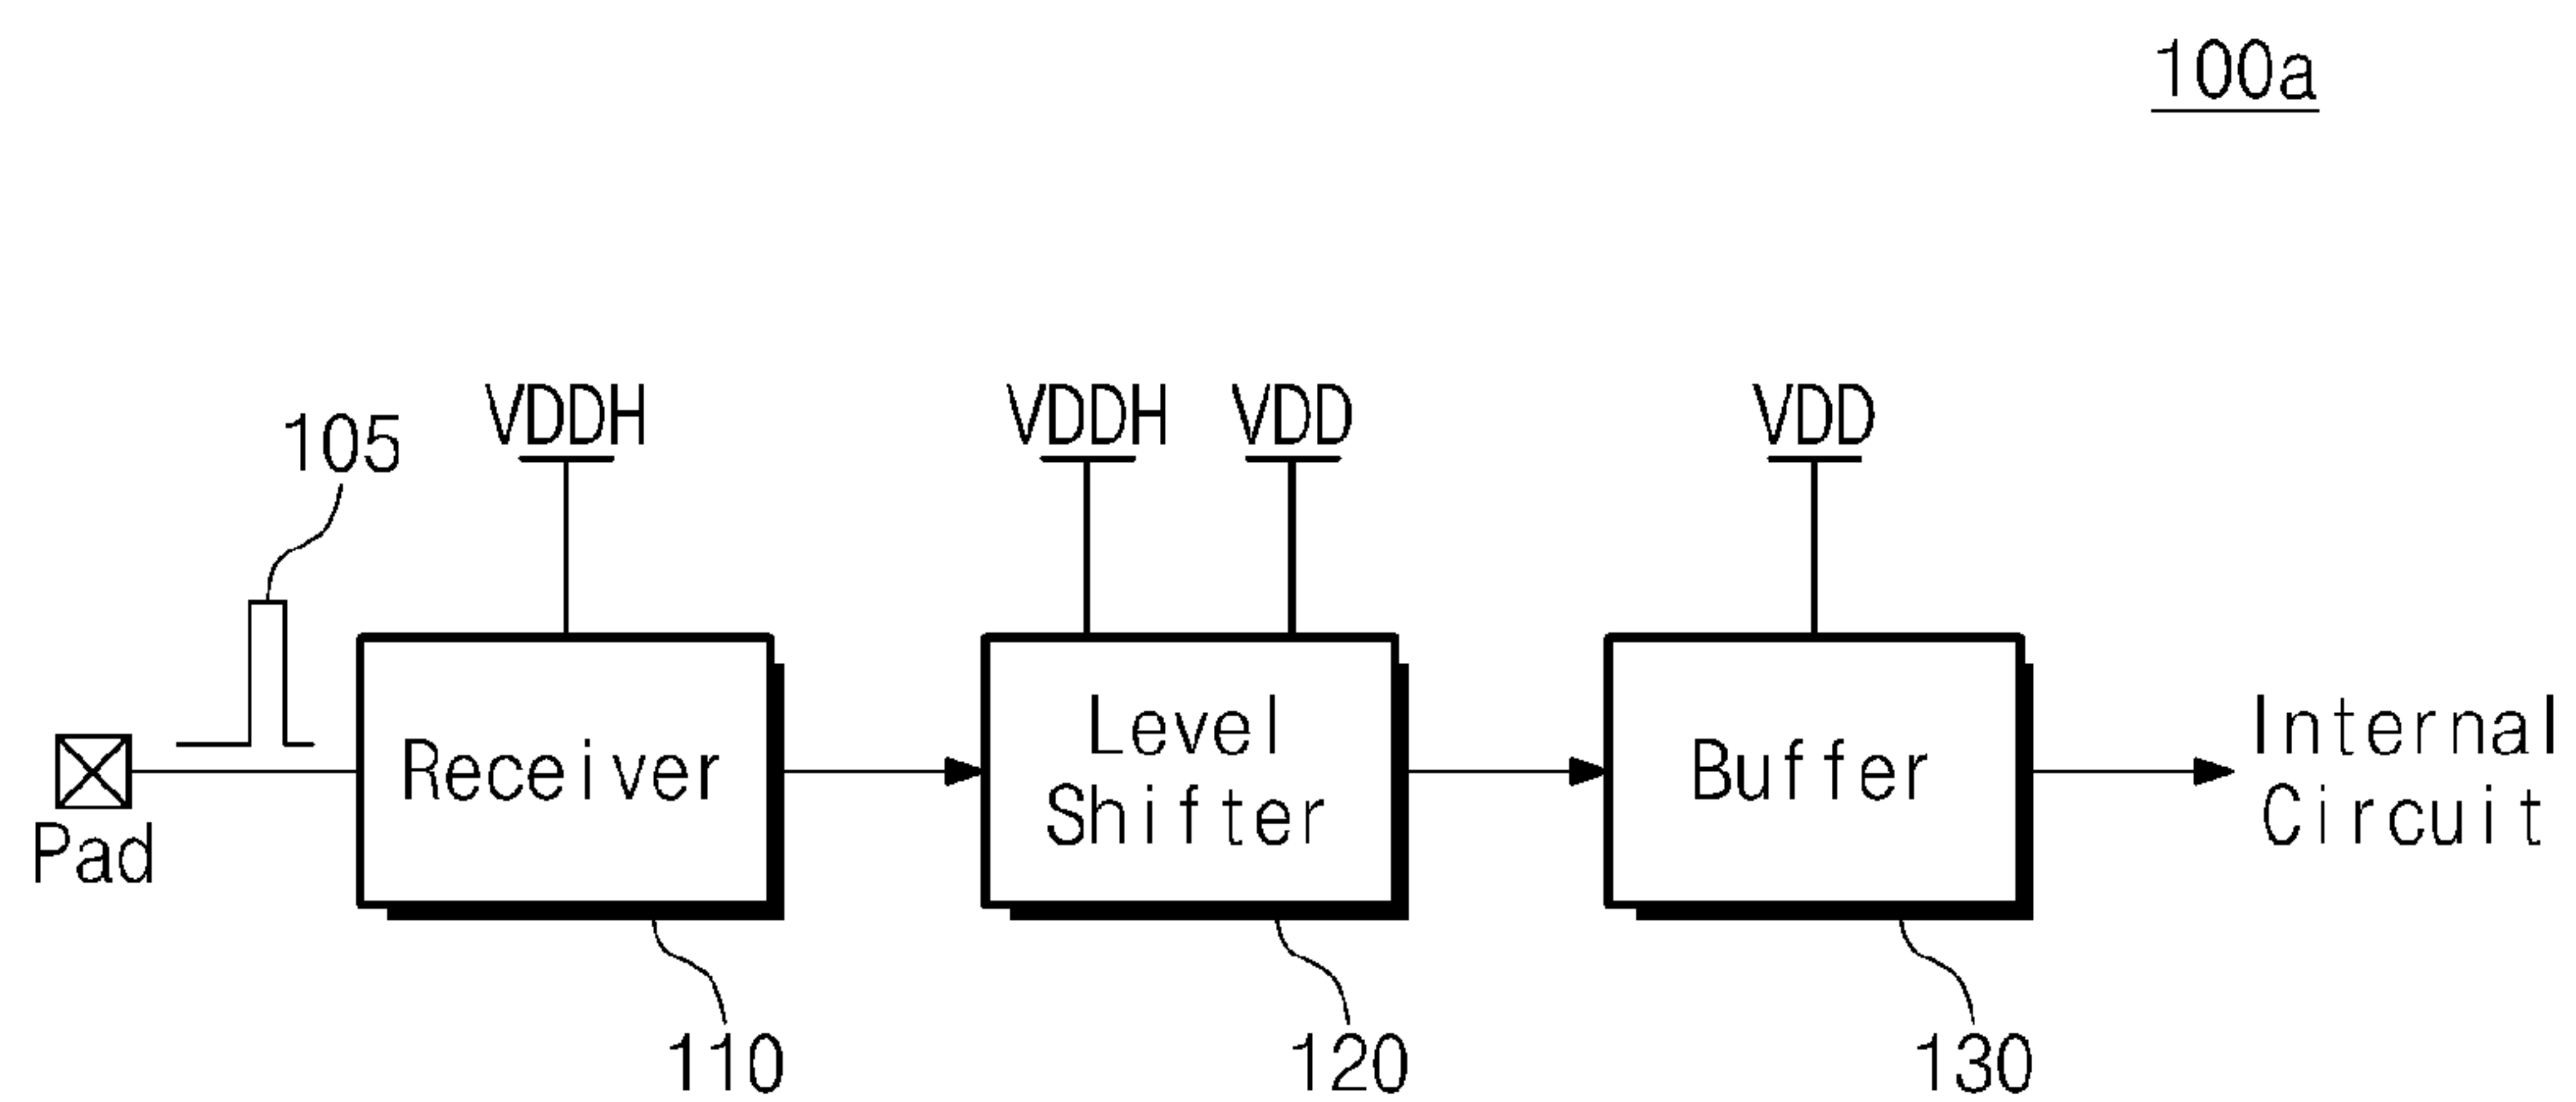 100a
105
VDDH
VDDH
VDD
VDD
Pad
Receiver
Level
Shifter
Buffer
Internal
Circuit
110
120
130